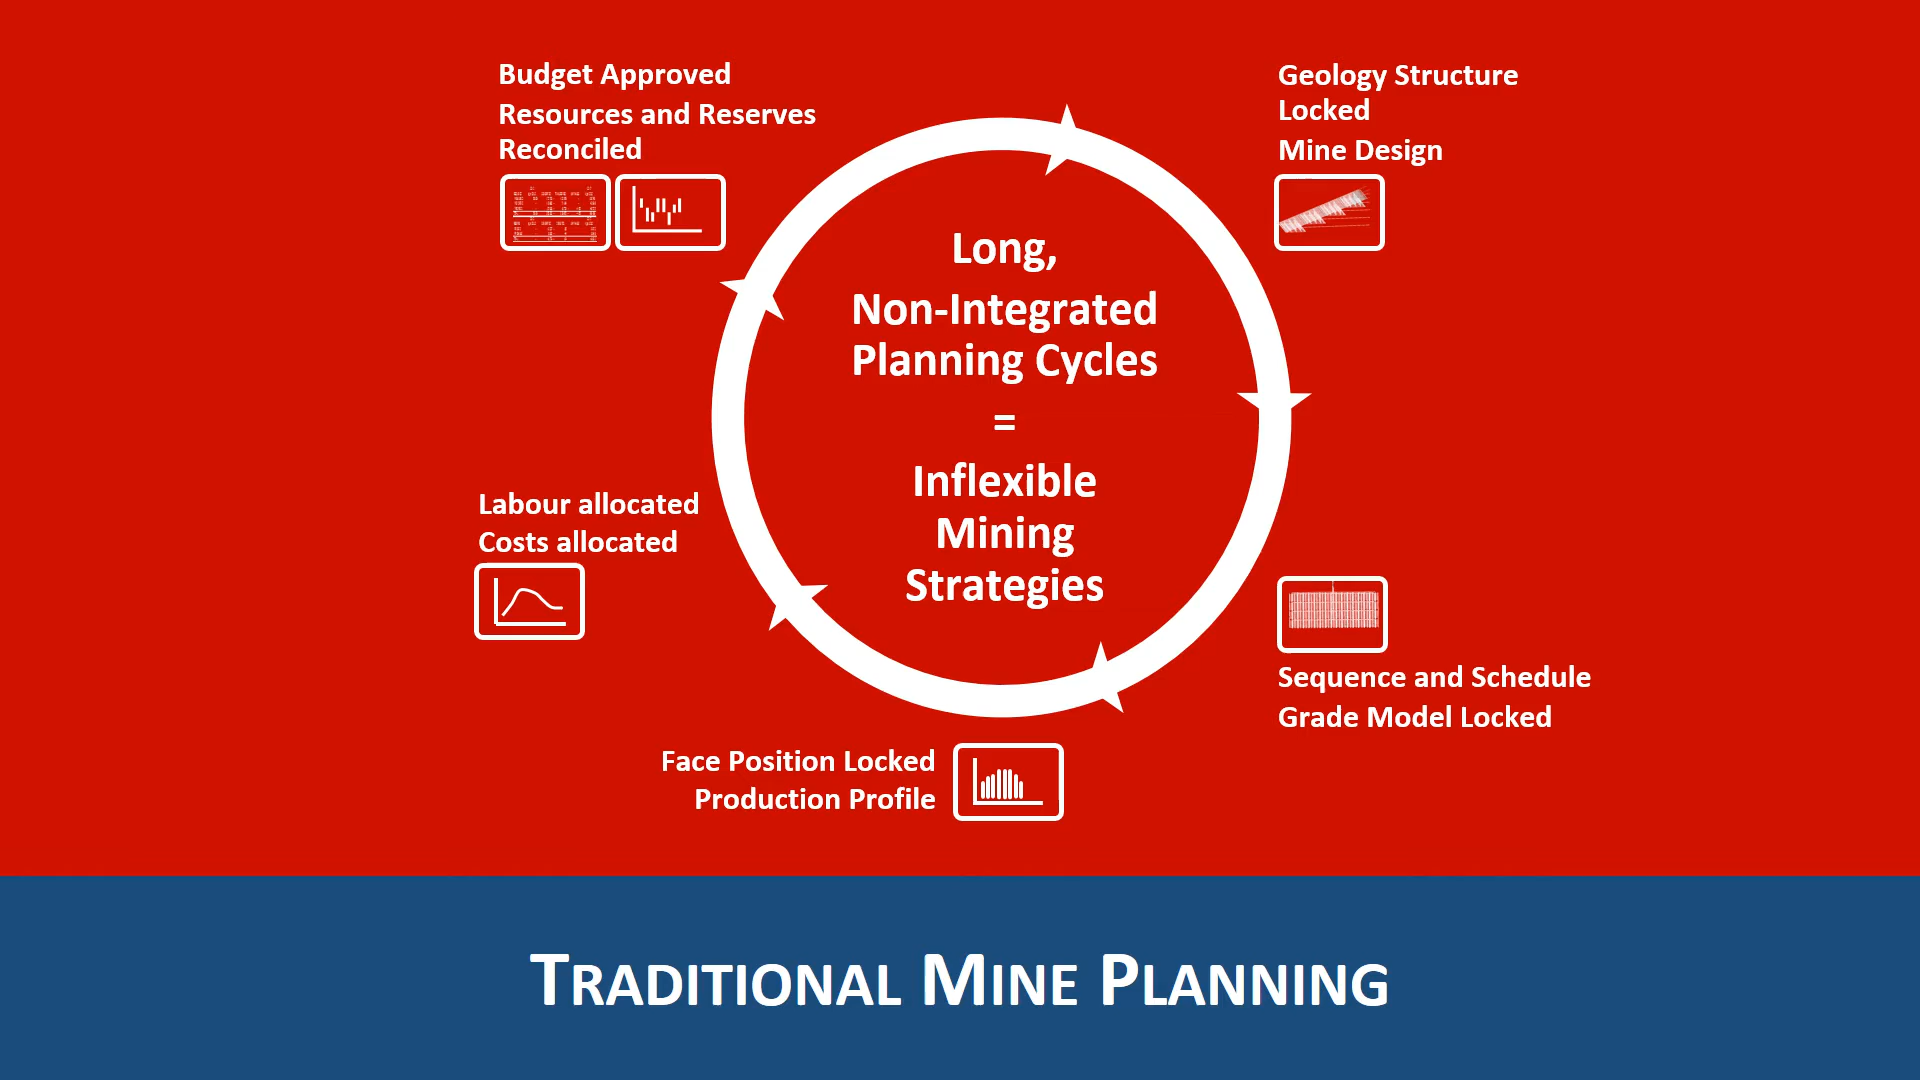 Budget Approved
Resources and Reserves
Reconciled
Geology Structure
Locked
Mine Design
Long,
Non-Integrated
Planning Cycles
=
Inflexible
Mining
Strategies
Labour allocated
Costs allocated
Sequence and Schedule
Grade Model Locked
Face Position Locked
Production Profile
TRADITIONAL MINE PLANNING